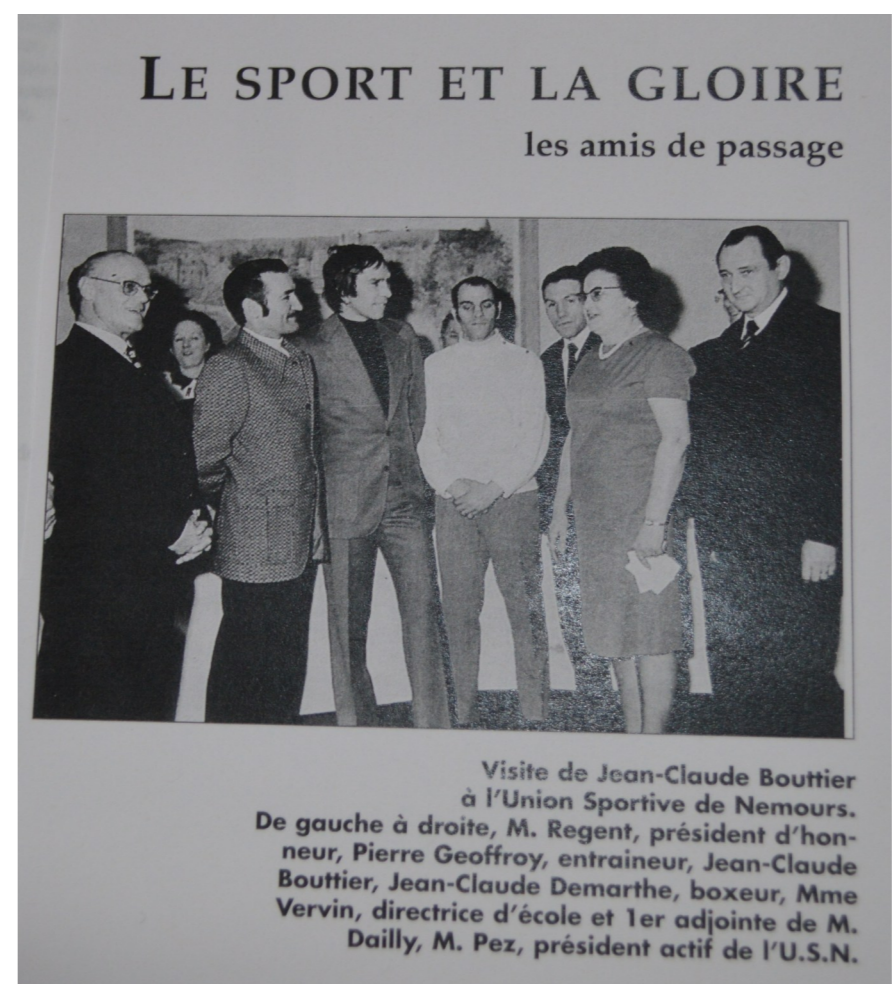 LE SPORT ET LA GLOIRE
les amis de passage
Visite de Jean-Claude Bouttier
à l'Union Sportive de Nemours.
De gauche à droite, M. Regent, président d'hon-
neur, Pierre Geoffroy, entraineur, Jean-Claude
Bouttier, Jean-Claude Demarthe, boxeur, Mme
Vervin, directrice d'école et 1er adjointe de M.
Dailly, M. Pez, président actif de l'U.S.N.